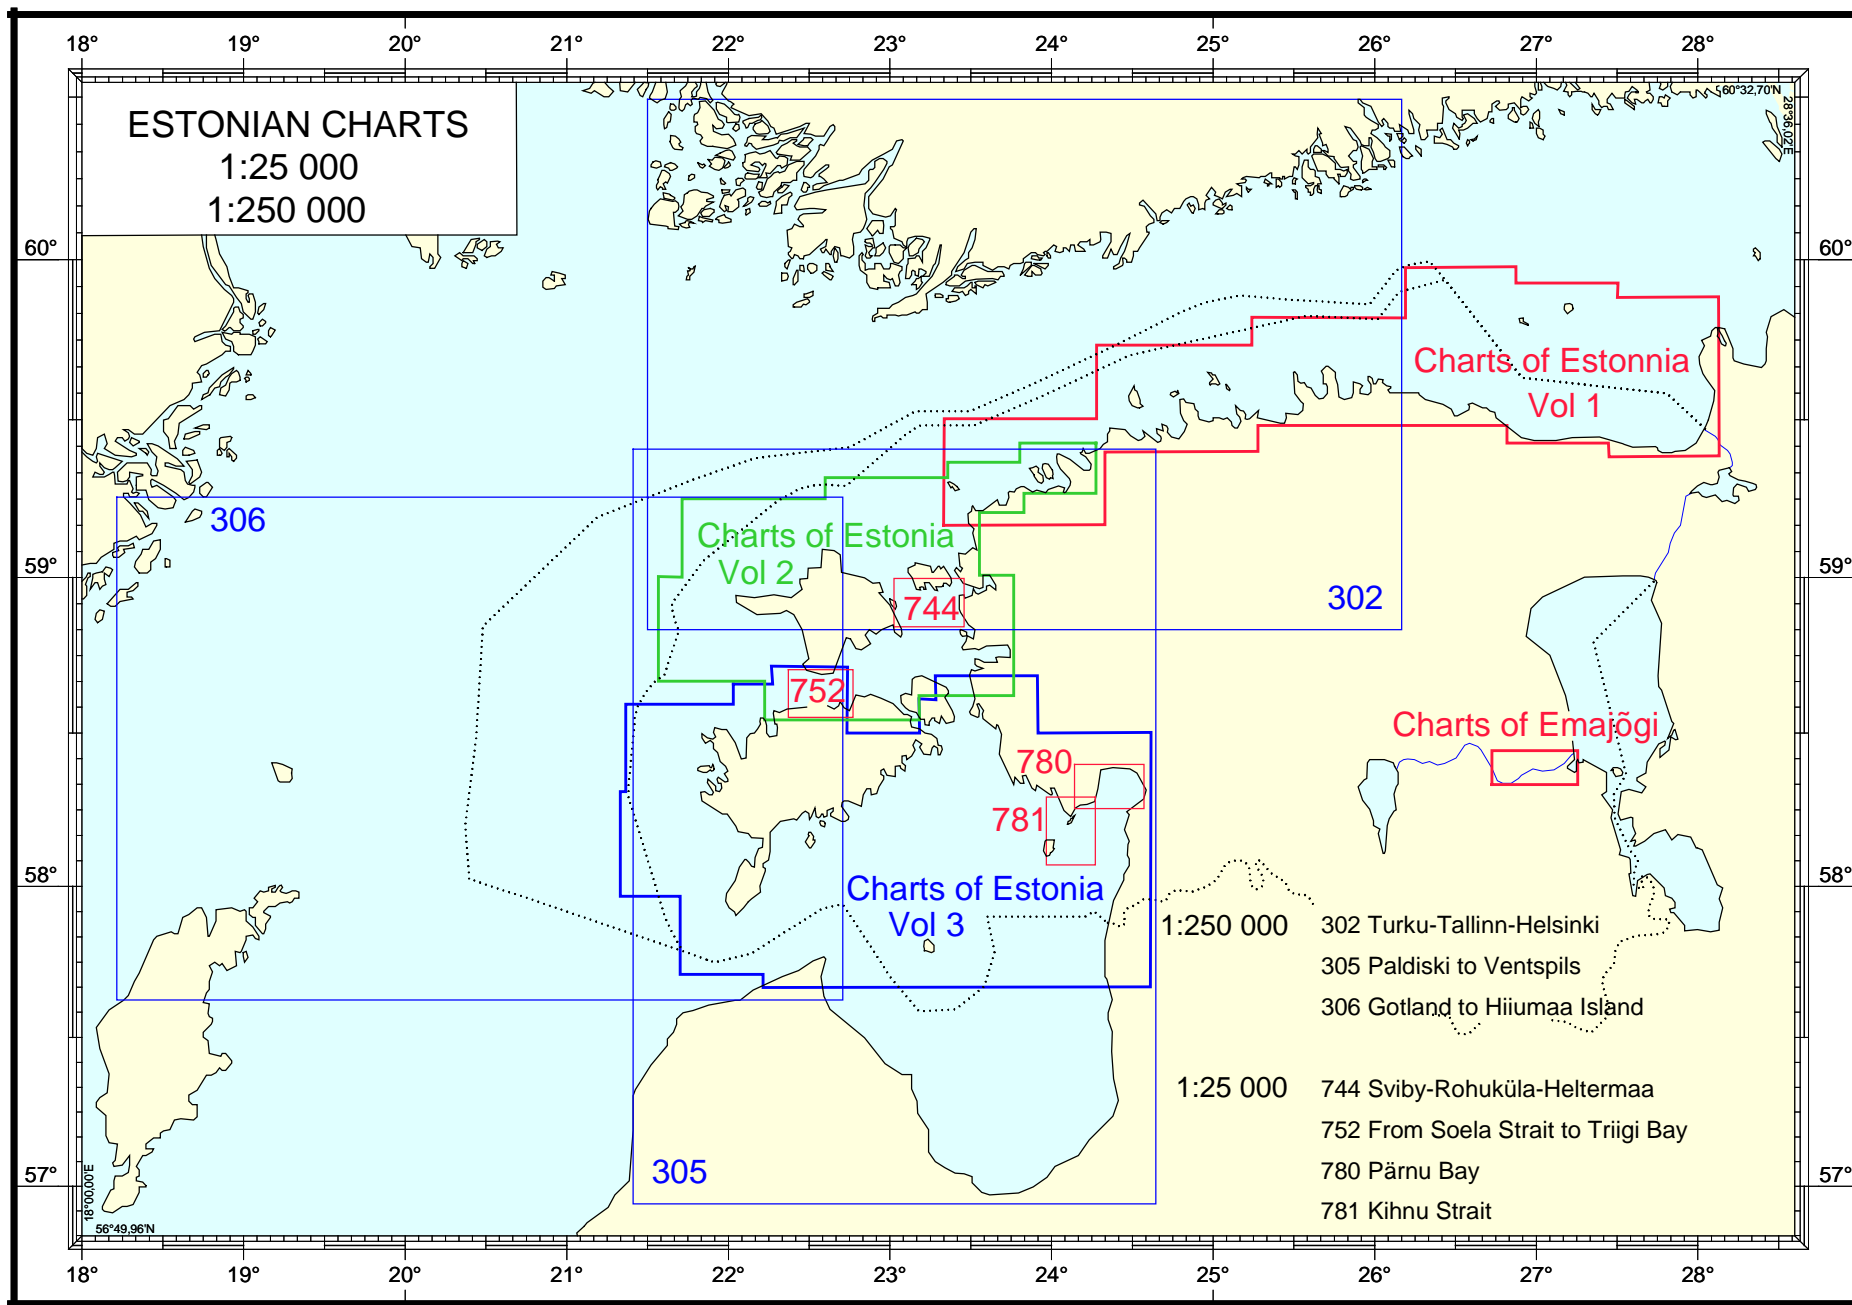 18° 19° 20° 21° 22° 23° 24° 25° 26° 27° 28°
60°32,70'N
28°36,02'E
ESTONIAN CHARTS
1:25 000
1:250 000
60° 60°
Charts of Estonnia
Vol 1
306
Charts of Estonia
Vol 2
59° 59°
302
744
752
Charts of Emajõgi
780
781
58° 58°
Charts of Estonia
Vol 3
1:250 000 302 Turku-Tallinn-Helsinki
305 Paldiski to Ventspils
306 Gotland to Hiiumaa Island
1:25 000 744 Sviby-Rohuküla-Heltermaa
752 From Soela Strait to Triigi Bay
780 Pärnu Bay
781 Kihnu Strait
305
57° 57°
18°00,00'E
56°49,96'N
18° 19° 20° 21° 22° 23° 24° 25° 26° 27° 28°